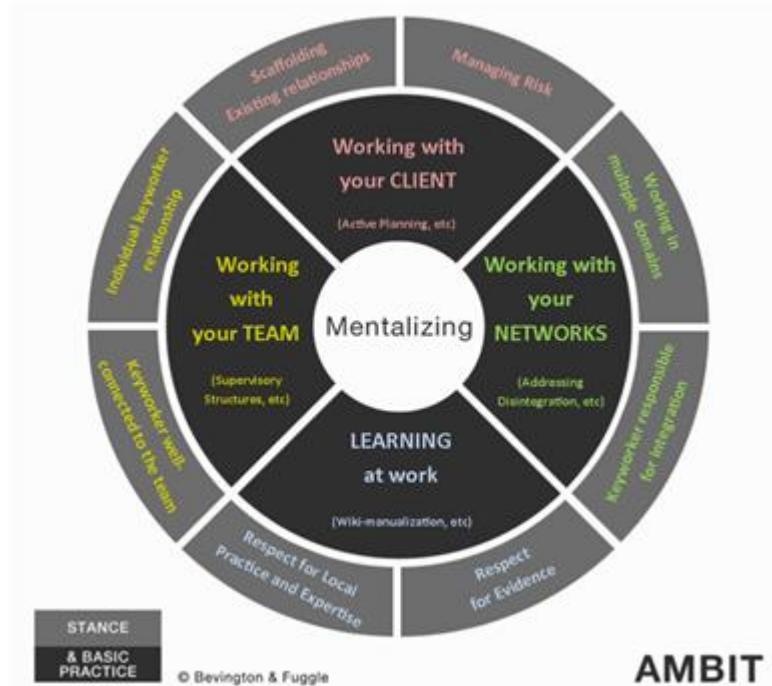 Scaffolding
Existing relationships
Managing Risk
Individual keyworker
relationship
Working in
multiple domains
Working with
your CLIENT
(Active Planning, etc)
Working
with
your TEAM
(Supervisory
Structures, etc)
Mentalizing
Working with
your
NETWORKS
(Addressing
Disintegration, etc)
Keyworker well-
connected to the team
Keyworker responsible
for integration
LEARNING
at work
(Wiki-manualization, etc)
Respect for Local
Practice and Expertise
Respect
for Evidence
STANCE
& BASIC
PRACTICE
© Bevington & Fuggle
AMBIT